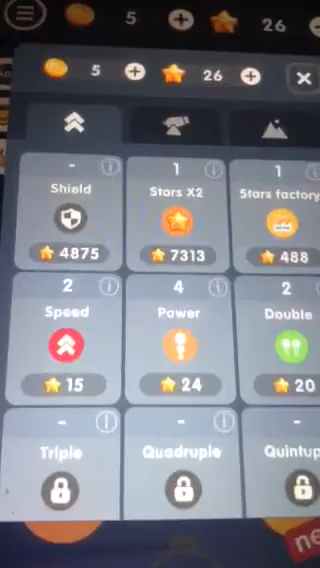 5 26
5 26
- 1 1
Shield Stars X2 Stars factory
4875 7313 488
2 4 2
Speed Power Double
15 24 20
- - -
Triple Quadruple Quintup
ne